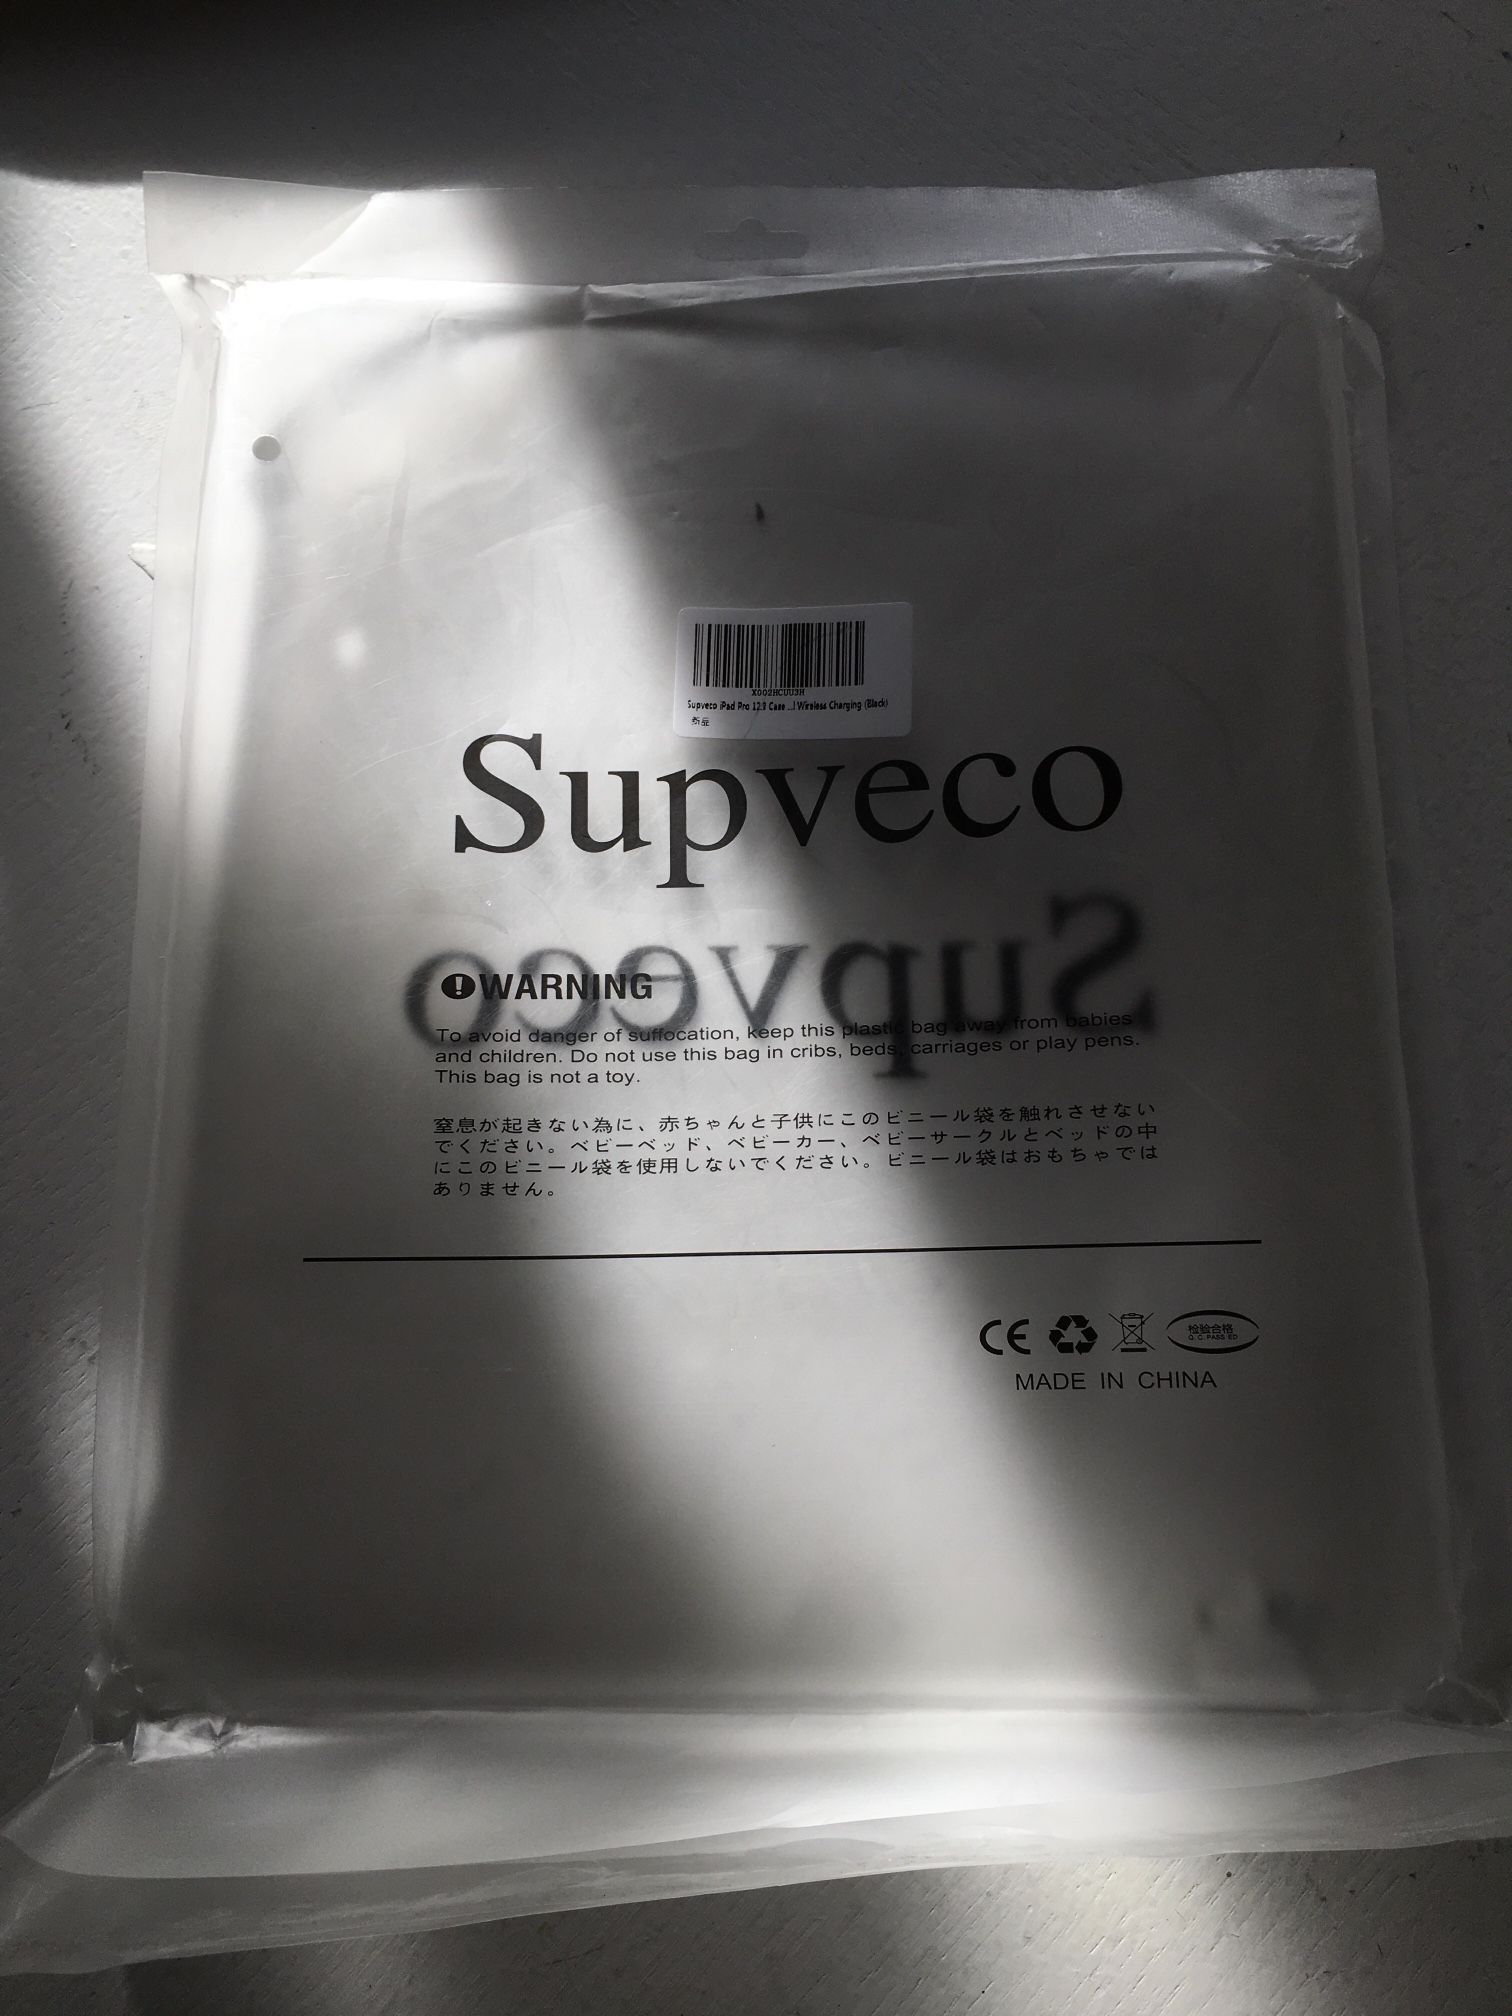 X002HCUU3H
Supveco iPad Pro 12.9 Case ...l Wireless Charging (Black)
新品
Supveco
Supveco
WARNING
To avoid danger of suffocation, keep this plastic bag away from babies
and children. Do not use this bag in cribs, beds, carriages or play pens.
This bag is not a toy.
窒息が起きない為に、赤ちゃんと子供にこのビニール袋を触れさせない
でください。ベビーベッド、ベビーカー、ベビーサークルとベッドの中
にこのビニール袋を使用しないでください。ビニール袋はおもちゃでは
ありません。
CE
检验合格
Q.C.PASSED
MADE IN CHINA